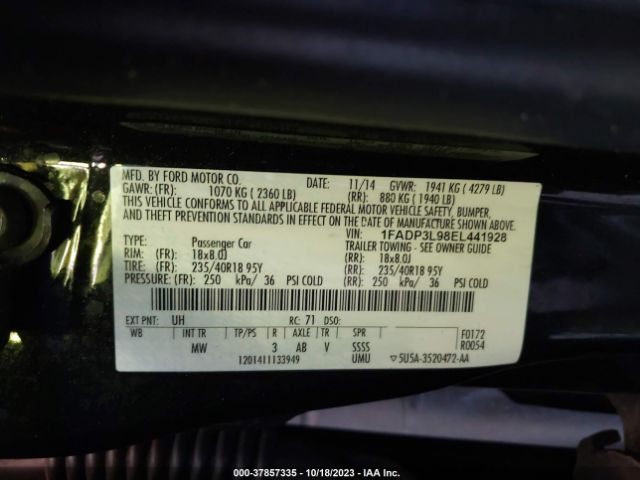 MFD. BY FORD MOTOR CO. DATE: 11/14 GVWR: 1941 KG ( 4279 LB)
GAWR: (FR): 1070 KG ( 2360 LB) (RR): 880 KG ( 1940 LB)
THIS VEHICLE CONFORMS TO ALL APPLICABLE FEDERAL MOTOR VEHICLE SAFETY, BUMPER,
AND THEFT PREVENTION STANDARDS IN EFFECT ON THE DATE OF MANUFACTURE SHOWN ABOVE.
VIN: 1FADP3L98EL441928
TYPE: Passenger Car TRAILER TOWING - SEE OWNER GUIDE
RIM: (FR): 18x8.0J (RR): 18x8.0J
TIRE: (FR): 235/40R18 95Y (RR): 235/40R18 95Y
PRESSURE: (FR): 250 kPa/ 36 PSI COLD (RR): 250 kPa/ 36 PSI COLD
EXT PNT: UH RC: 71 DSO:
WB INT TR TP/PS R AXLE TR SPR F0172
MW 3 AB V SSSS R0054
1201411133949 UMU ▽5U5A-3520472-AA
000-37857335 - 10/18/2023 - IAA Inc.